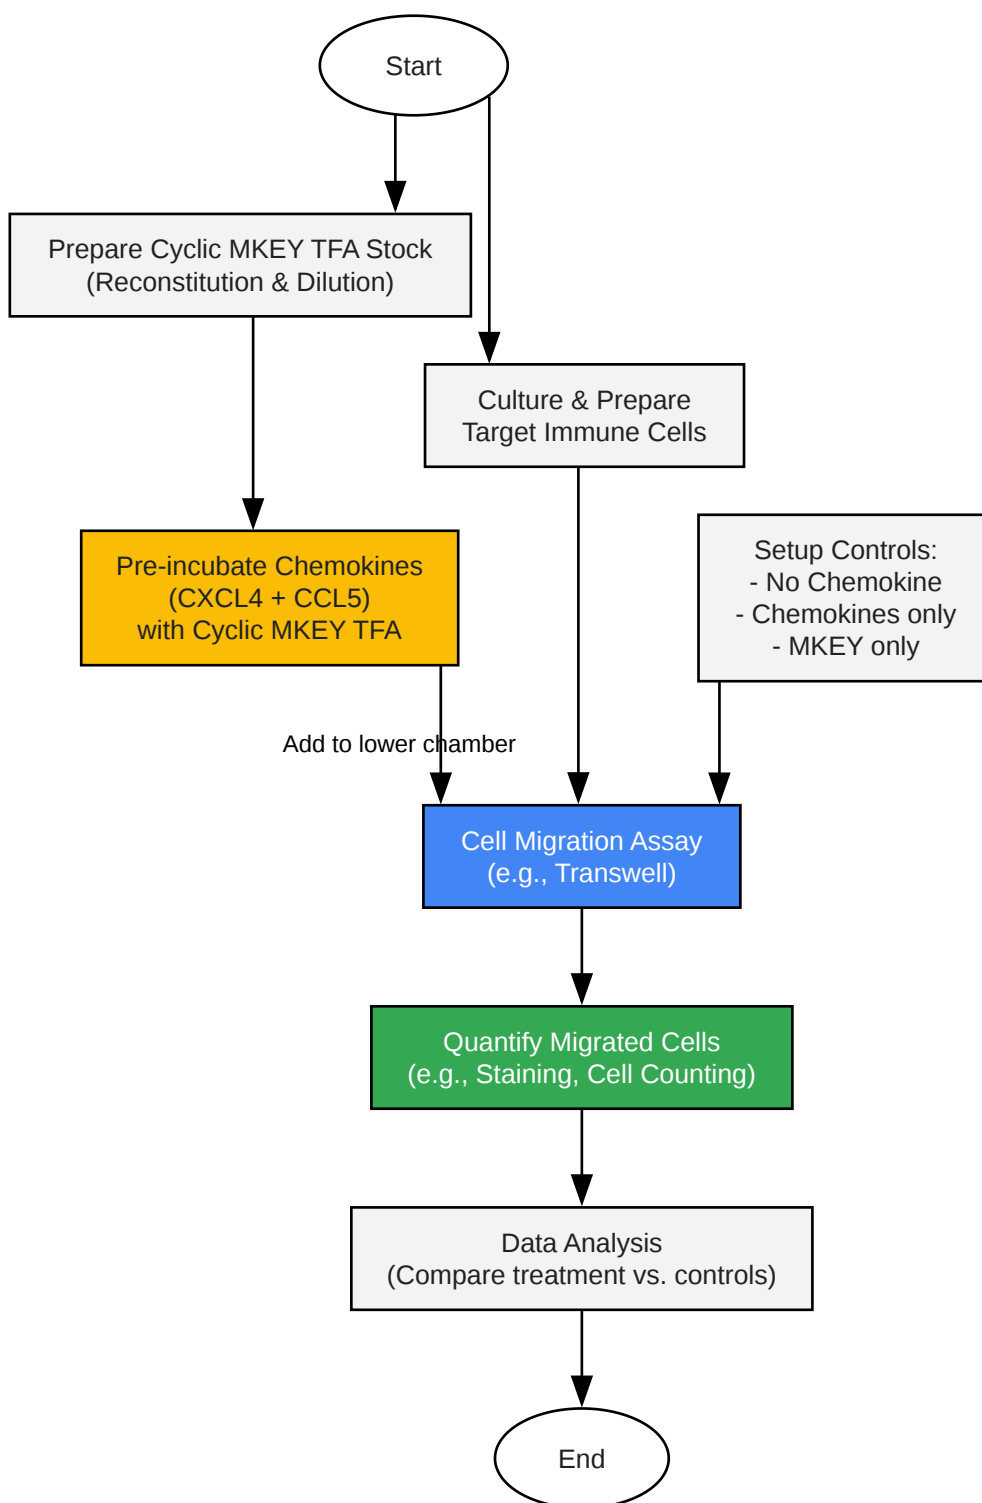 Start
Prepare Cyclic MKEY TFA Stock
(Reconstitution & Dilution)
Culture & Prepare
Target Immune Cells
Pre-incubate Chemokines
(CXCL4 + CCL5)
with Cyclic MKEY TFA
Setup Controls:
- No Chemokine
- Chemokines only
- MKEY only
Add to lower chamber
Cell Migration Assay
(e.g., Transwell)
Quantify Migrated Cells
(e.g., Staining, Cell Counting)
Data Analysis
(Compare treatment vs. controls)
End